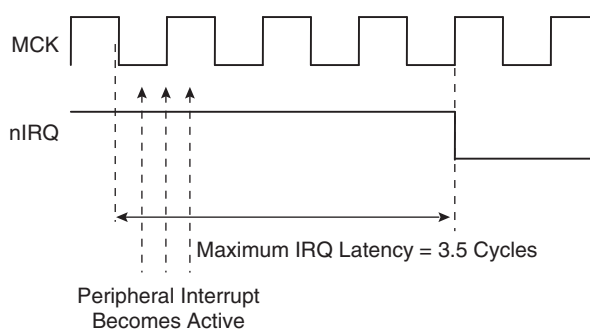 MCK
nIRQ
Maximum IRQ Latency = 3.5 Cycles
Peripheral Interrupt
Becomes Active